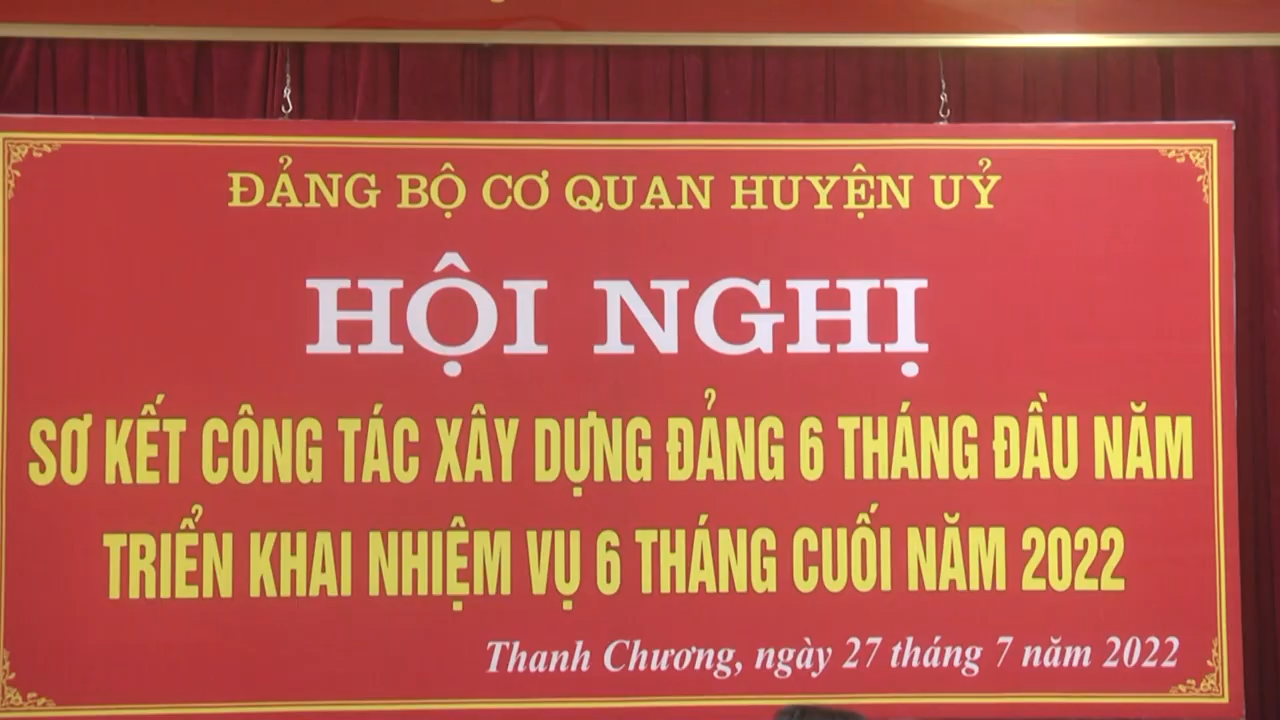 ĐẢNG BỘ CƠ QUAN HUYỆN UỶ
HỘI NGHỊ
SƠ KẾT CÔNG TÁC XÂY DỰNG ĐẢNG 6 THÁNG ĐẦU NĂM
TRIỂN KHAI NHIỆM VỤ 6 THÁNG CUỐI NĂM 2022
Thanh Chương, ngày 27 tháng 7 năm 2022